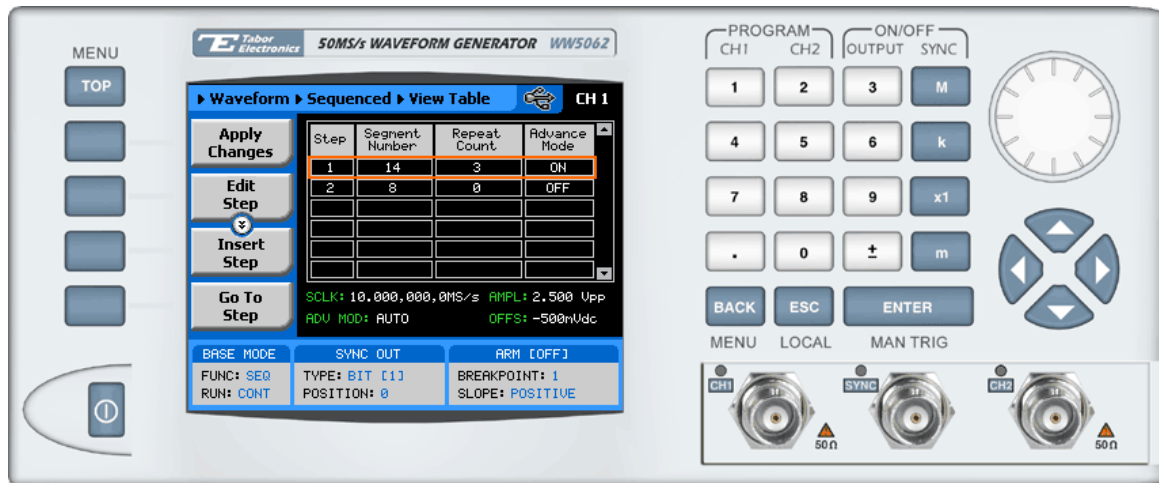 MENU
TOP
Tabor
Electronics
50MS/s WAVEFORM GENERATOR WW5062
Waveform Sequenced View Table CH 1
Apply
Changes
Edit
Step
Insert
Step
Go To
Step
Step Segment Number Repeat Count Advance Mode
1 14 3 ON
2 8 0 OFF
SCLK: 10.000,000,0MS/s AMPL: 2.500 Vpp
ADV MOD: AUTO OFFS: -500mVdc
BASE MODE SYNC OUT ARM [OFF]
FUNC: SEQ TYPE: BIT [1] BREAKPOINT: 1
RUN: CONT POSITION: 0 SLOPE: POSITIVE
PROGRAM ON/OFF
CH1 CH2 OUTPUT SYNC
1 2 3 M
4 5 6 k
7 8 9 x1
. 0 ± m
BACK ESC ENTER
MENU LOCAL MAN TRIG
CH1 SYNC CH2
50Ω 50Ω